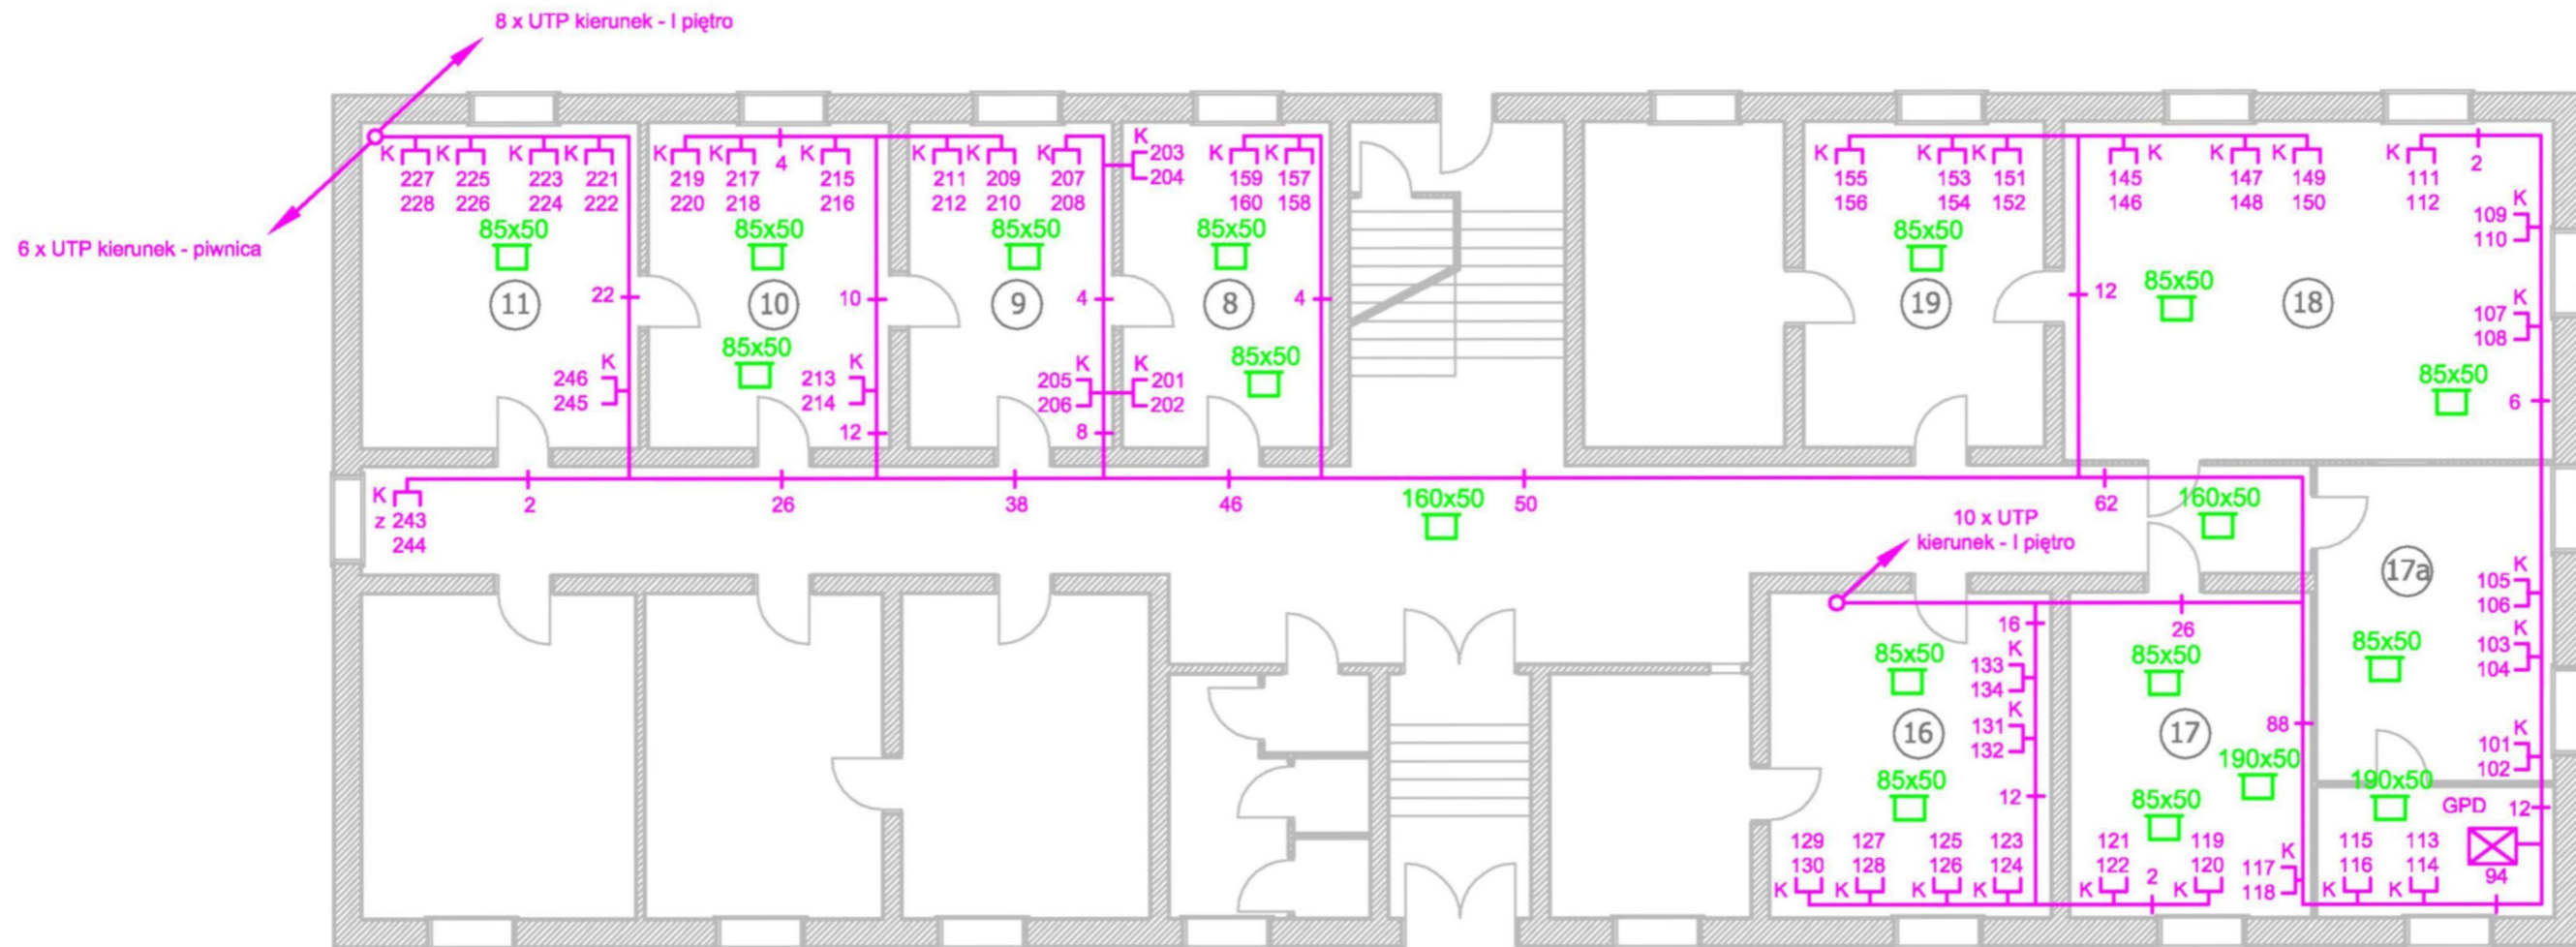 8 x UTP kierunek - I piętro
6 x UTP kierunek - piwnica
K
227
228
K
225
226
K
223
224
K
221
222
85x50
11
22
K
246
245
K
219
220
K
217
218
4
K
215
216
85x50
10
10
85x50
K
213
214
12
K
211
212
K
209
210
K
207
208
85x50
9
4
K
205
206
8
K
203
204
K
159
160
K
157
158
85x50
8
4
85x50
K
201
202
K
155
156
K
153
154
K
151
152
85x50
19
12
K
145
146
K
147
148
K
149
150
K
111
112
2
K
109
110
85x50
18
K
107
108
85x50
6
K
z 243
244
2
26
38
46
160x50
50
62
160x50
10 x UTP
kierunek - I piętro
17a
K
105
106
K
103
104
85x50
K
101
102
16
85x50
K
133
134
K
131
132
16
85x50
12
129
130
K
127
128
K
125
126
K
123
124
K
26
85x50
17
88
190x50
85x50
121
122
K
2
119
120
K
K
117
118
190x50
GPD
12
115
116
K
113
114
K
94